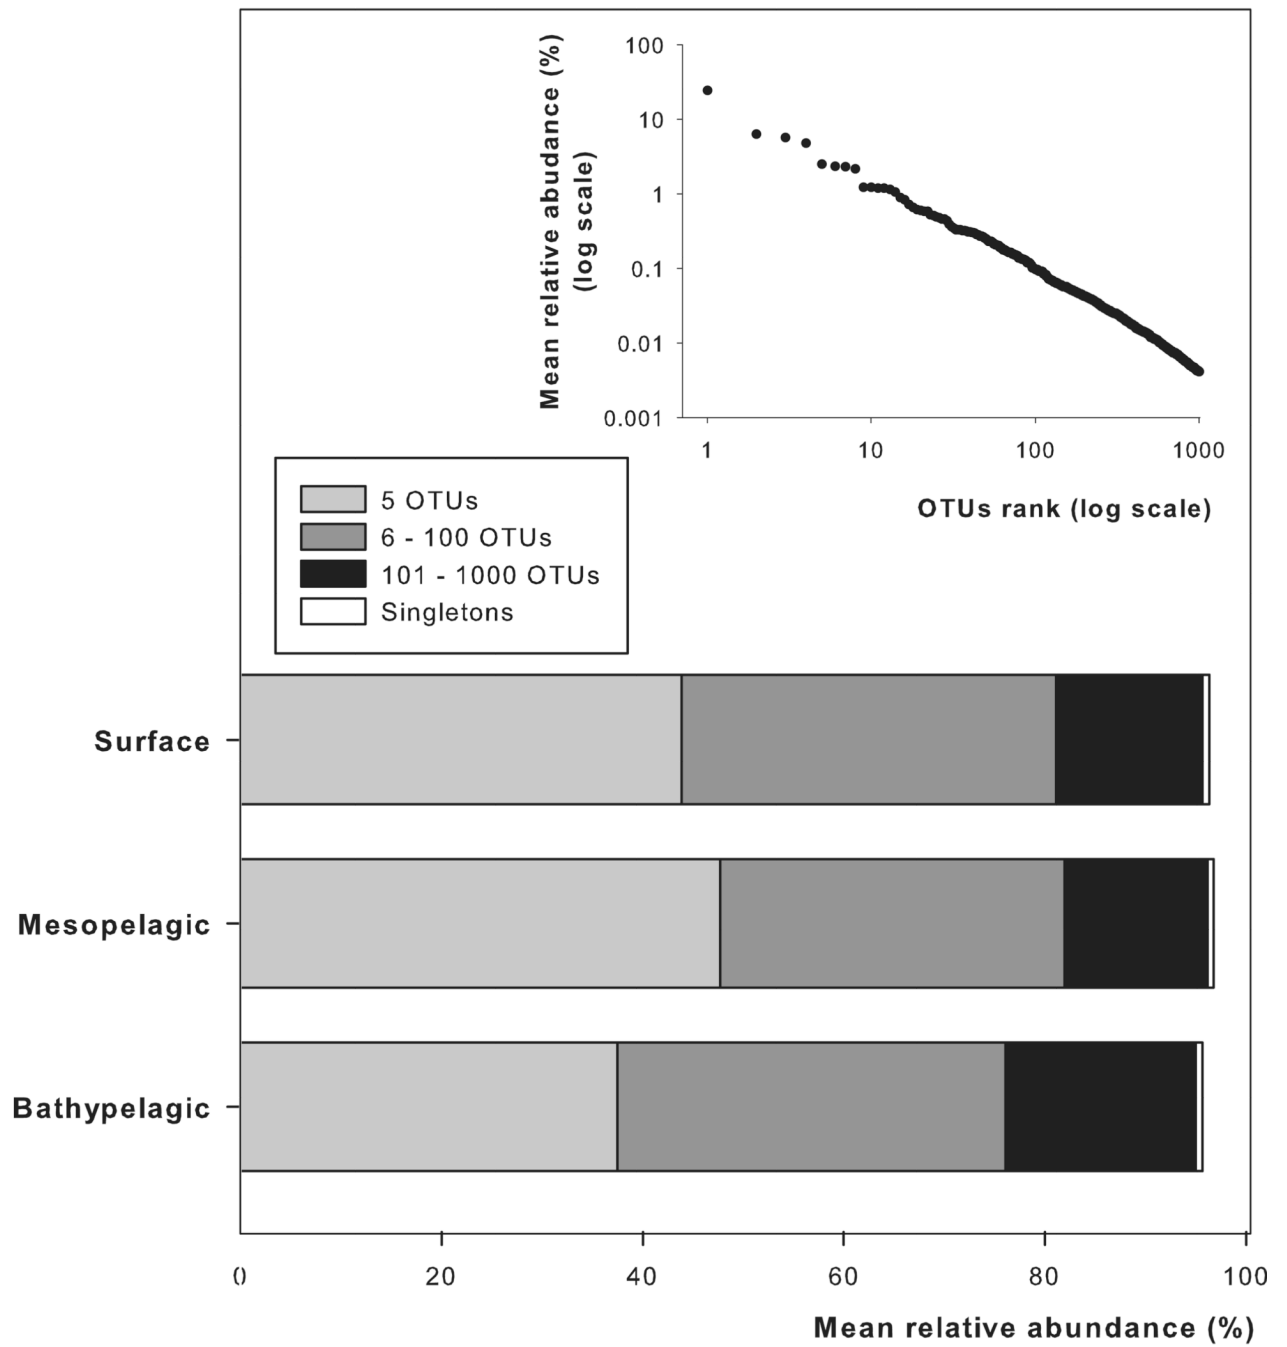 Mean relative abudance (%)
(log scale)
100
10
1
0.1
0.01
0.001
1 10 100 1000
OTUs rank (log scale)
5 OTUs
6 - 100 OTUs
101 - 1000 OTUs
Singletons
Surface
Mesopelagic
Bathypelagic
0 20 40 60 80 100
Mean relative abundance (%)